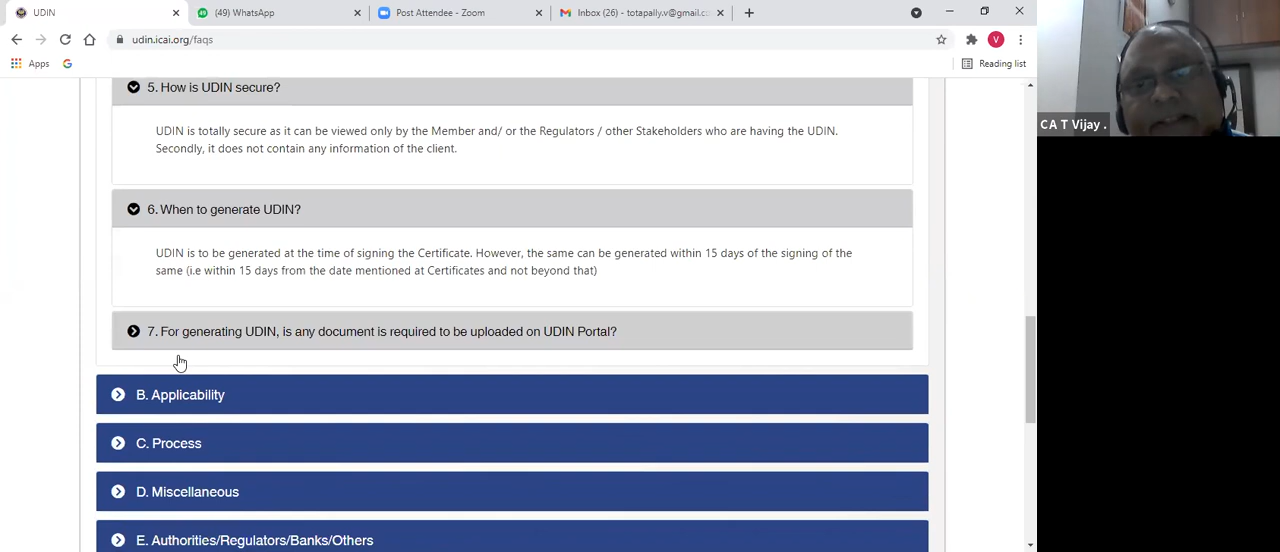 UDIN
(49) WhatsApp
Post Attendee - Zoom
Inbox (26) - totapally.v@gmail.co
udin.icai.org/faqs
V
Apps
Reading list
5. How is UDIN secure?
UDIN is totally secure as it can be viewed only by the Member and/ or the Regulators / other Stakeholders who are having the UDIN.
Secondly, it does not contain any information of the client.
6. When to generate UDIN?
UDIN is to be generated at the time of signing the Certificate. However, the same can be generated within 15 days of the signing of the
same (i.e within 15 days from the date mentioned at Certificates and not beyond that)
7. For generating UDIN, is any document is required to be uploaded on UDIN Portal?
B. Applicability
C. Process
D. Miscellaneous
E. Authorities/Regulators/Banks/Others
CA T Vijay .